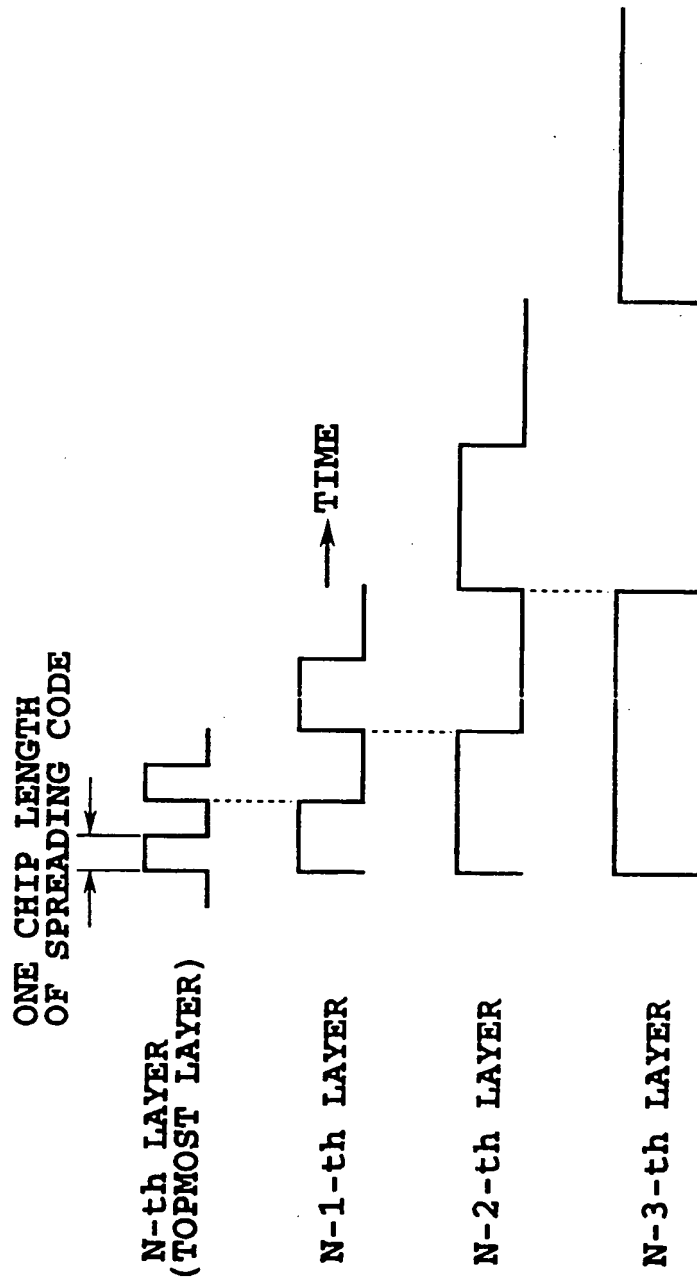 ONE CHIP LENGTH
OF SPREADING CODE
N-th LAYER
(TOPMOST LAYER)
TIME
N-1-th LAYER
N-2-th LAYER
N-3-th LAYER